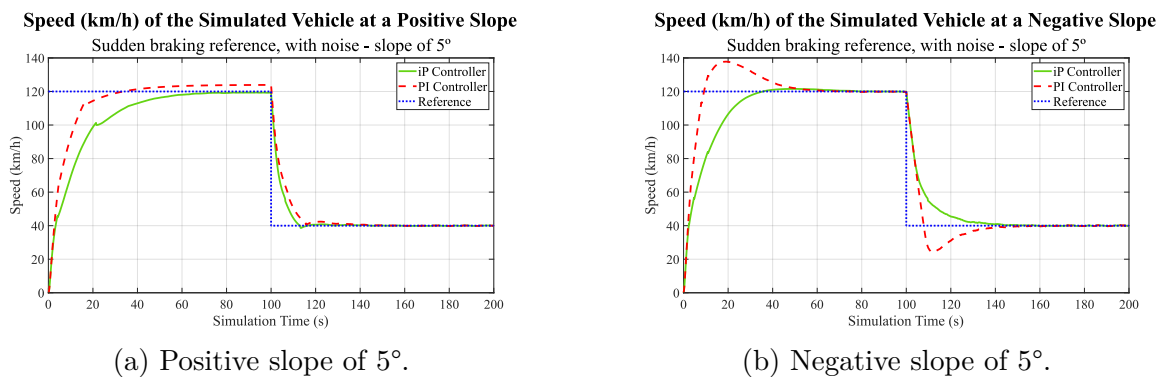 Speed (km/h) of the Simulated Vehicle at a Positive Slope
Sudden braking reference, with noise - slope of 5º
140
120
100
80
60
40
20
0
Speed (km/h)
iP Controller
PI Controller
Reference
0 20 40 60 80 100 120 140 160 180 200
Simulation Time (s)
(a) Positive slope of 5°.
Speed (km/h) of the Simulated Vehicle at a Negative Slope
Sudden braking reference, with noise - slope of 5º
140
120
100
80
60
40
20
0
Speed (km/h)
iP Controller
PI Controller
Reference
0 20 40 60 80 100 120 140 160 180 200
Simulation Time (s)
(b) Negative slope of 5°.